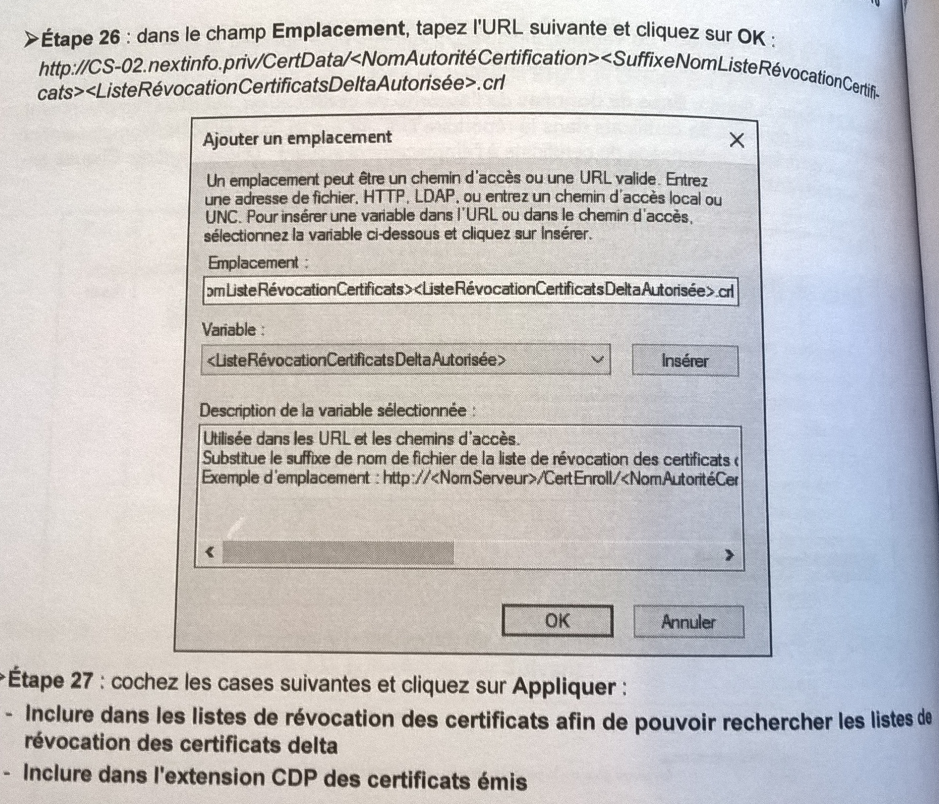 ➢Étape 26 : dans le champ Emplacement, tapez l'URL suivante et cliquez sur OK :
http://CS-02.nextinfo.priv/CertData/<NomAutoritéCertification><SuffixeNomListeRévocationCertifi-
cats><ListeRévocationCertificatsDeltaAutorisée>.crl
Ajouter un emplacement
Un emplacement peut être un chemin d'accès ou une URL valide. Entrez
une adresse de fichier, HTTP, LDAP, ou entrez un chemin d'accès local ou
UNC. Pour insérer une variable dans l'URL ou dans le chemin d'accès,
sélectionnez la variable ci-dessous et cliquez sur Insérer.
Emplacement :
omListeRévocationCertificats><ListeRévocationCertificatsDeltaAutorisée>.crl
Variable :
<ListeRévocationCertificatsDeltaAutorisée>
Insérer
Description de la variable sélectionnée :
Utilisée dans les URL et les chemins d'accès.
Substitue le suffixe de nom de fichier de la liste de révocation des certificats
Exemple d'emplacement : http://<NomServeur>/CertEnroll/<NomAutoritéCer
OK
Annuler
Étape 27 : cochez les cases suivantes et cliquez sur Appliquer :
- Inclure dans les listes de révocation des certificats afin de pouvoir rechercher les listes de
révocation des certificats delta
- Inclure dans l'extension CDP des certificats émis